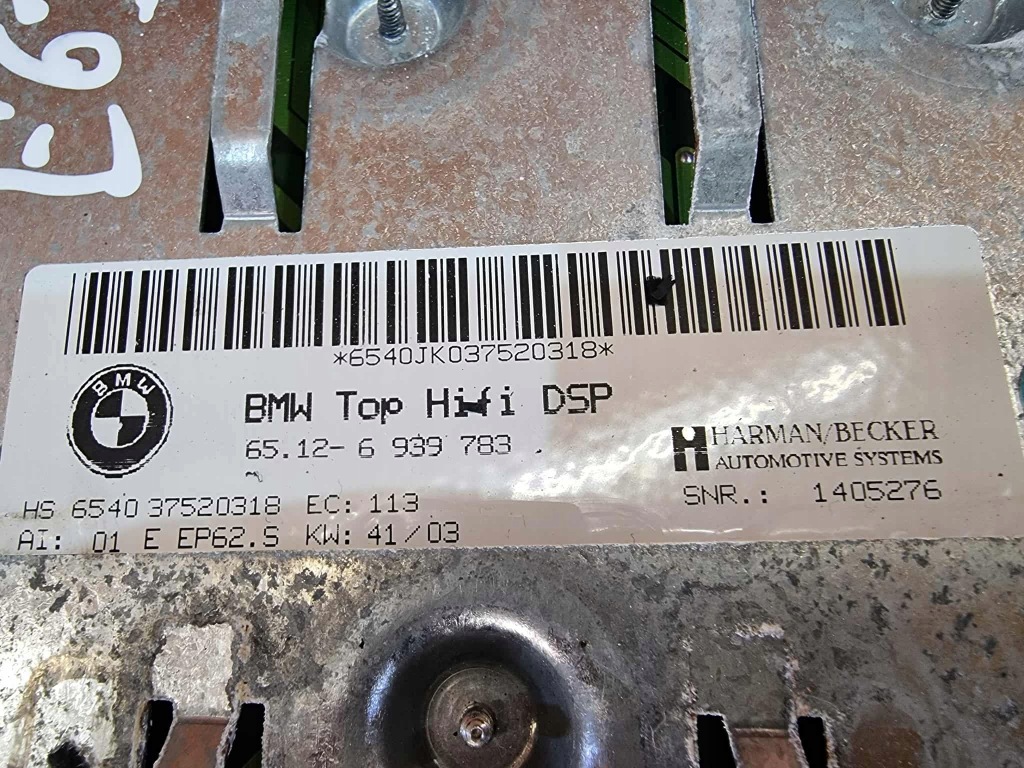 *6540JK037520318*
BMW
BMW Top Hifi DSP
65.12- 6 939 783
HARMAN/BECKER
AUTOMOTIVE SYSTEMS
SNR.: 1405276
HS 6540 37520318 EC: 113
AI: 01 E EP62.S KW: 41/03